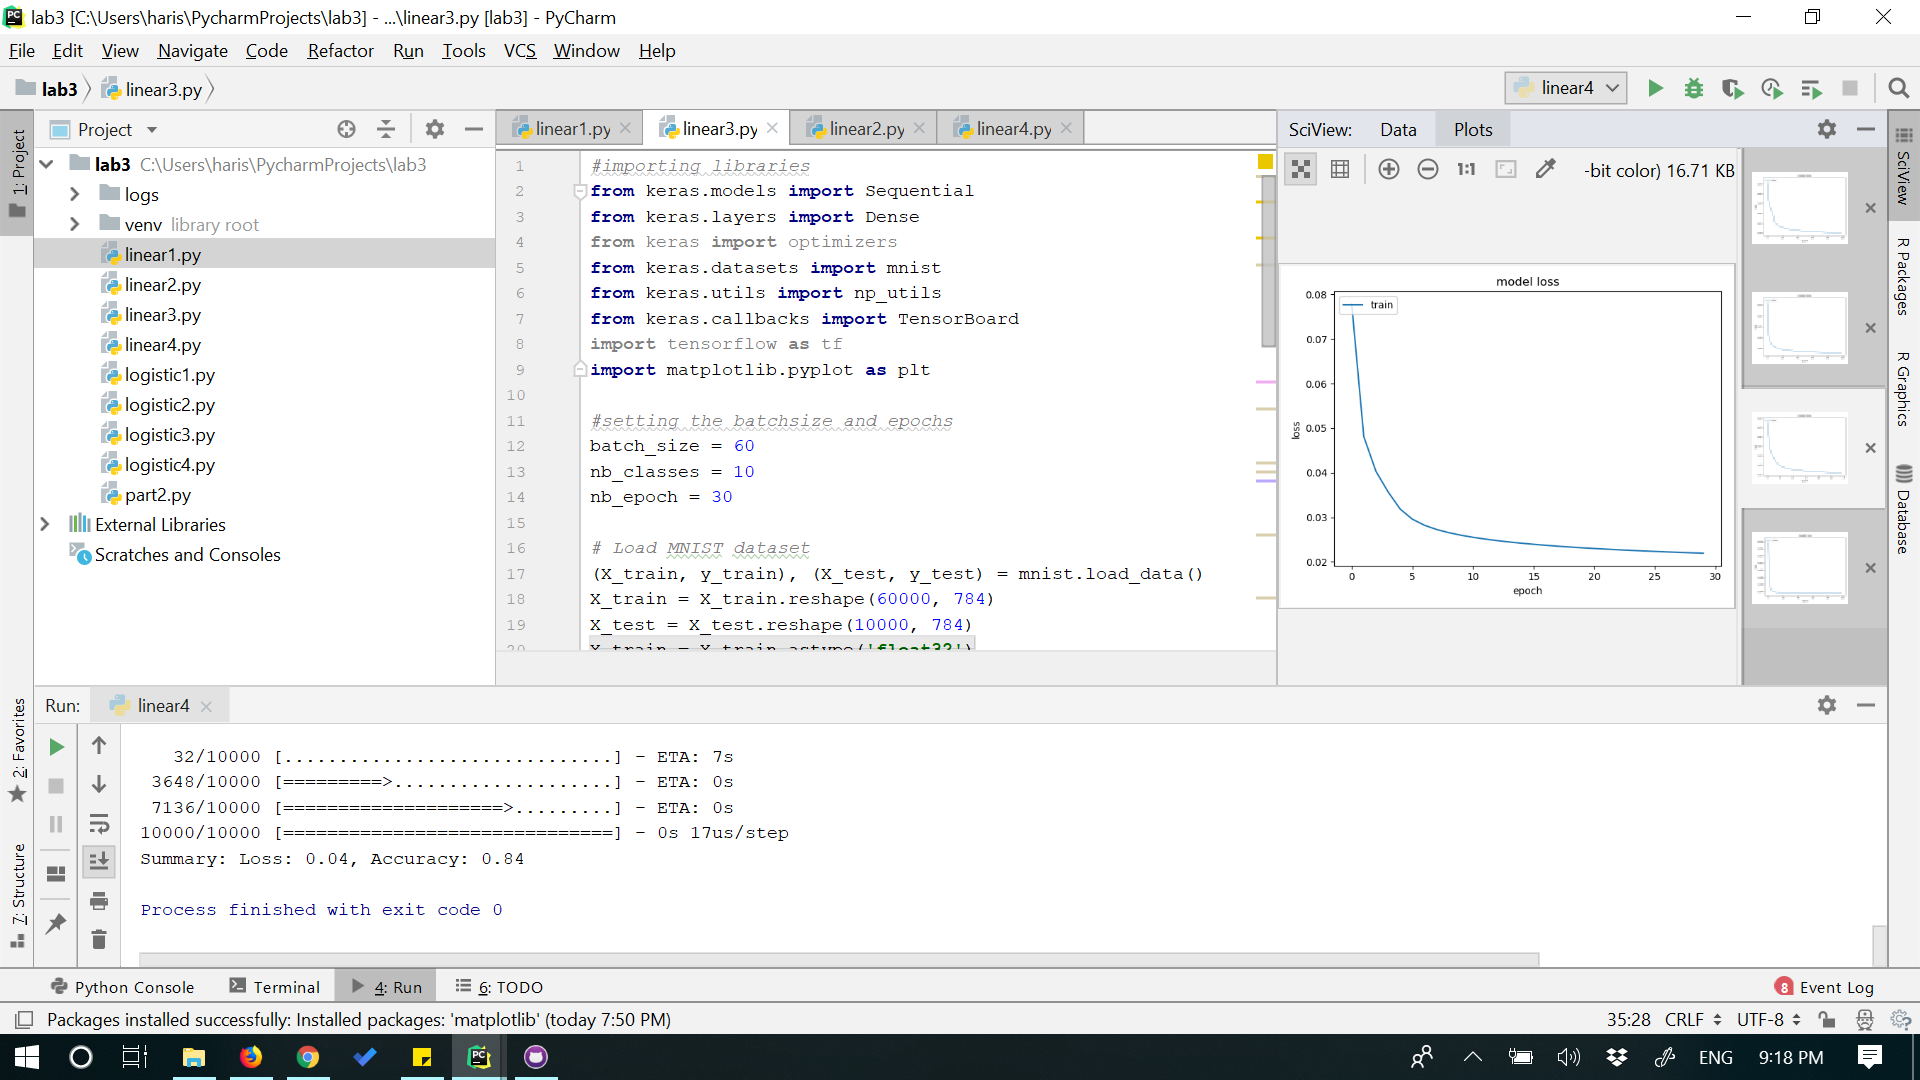 lab3 [C:\Users\haris\PycharmProjects\lab3] - ...\linear3.py [lab3] - PyCharm
File Edit View Navigate Code Refactor Run Tools VCS Window Help
lab3 linear3.py linear4
1: Project
Project
lab3 C:\Users\haris\PycharmProjects\lab3
logs
venv library root
linear1.py
linear2.py
linear3.py
linear4.py
logistic1.py
logistic2.py
logistic3.py
logistic4.py
part2.py
External Libraries
Scratches and Consoles
linear1.py linear3.py linear2.py linear4.py
1 #importing libraries
2 from keras.models import Sequential
3 from keras.layers import Dense
4 from keras import optimizers
5 from keras.datasets import mnist
6 from keras.utils import np_utils
7 from keras.callbacks import TensorBoard
8 import tensorflow as tf
9 import matplotlib.pyplot as plt
10
11 #setting the batchsize and epochs
12 batch_size = 60
13 nb_classes = 10
14 nb_epoch = 30
15
16 # Load MNIST dataset
17 (X_train, y_train), (X_test, y_test) = mnist.load_data()
18 X_train = X_train.reshape(60000, 784)
19 X_test = X_test.reshape(10000, 784)
20 X_train = X_train.astype('float32')
SciView: Data Plots
1:1 -bit color) 16.71 KB
model loss
train
0.08
0.07
0.06
0.05
0.04
0.03
0.02
loss
0 5 10 15 20 25 30
epoch
SciView
R Packages
R Graphics
Database
2: Favorites
7: Structure
Run: linear4
32/10000 [..............................] - ETA: 7s
3648/10000 [=========>....................] - ETA: 0s
7136/10000 [====================>.........] - ETA: 0s
10000/10000 [==============================] - 0s 17us/step
Summary: Loss: 0.04, Accuracy: 0.84
Process finished with exit code 0
Python Console Terminal 4: Run 6: TODO 8 Event Log
Packages installed successfully: Installed packages: 'matplotlib' (today 7:50 PM) 35:28 CRLF UTF-8
PC ENG 9:18 PM